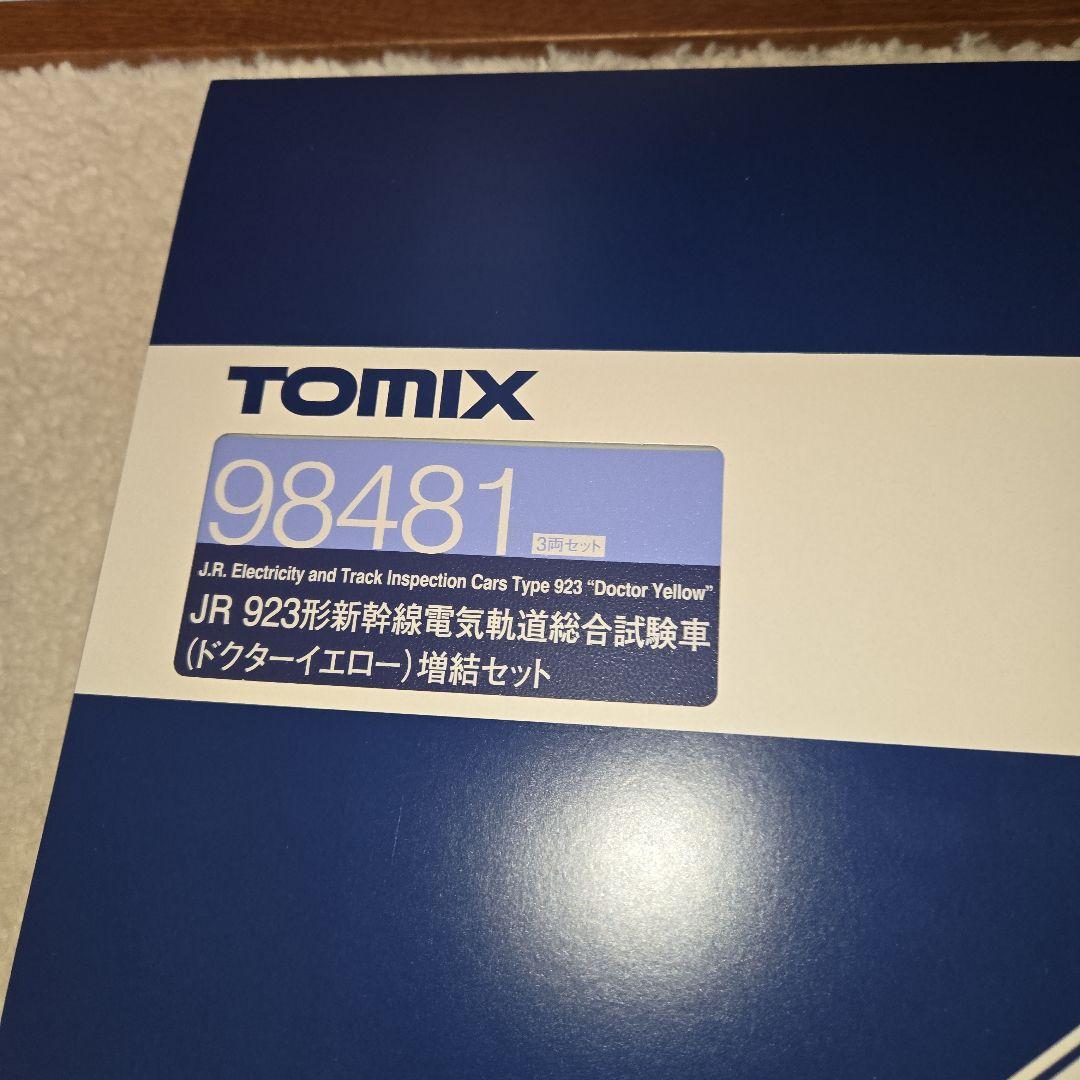 TOMIX
98481 3両セット
J.R. Electricity and Track Inspection Cars Type 923 “Doctor Yellow”
JR 923形新幹線電気軌道総合試験車
(ドクターイエロー)増結セット